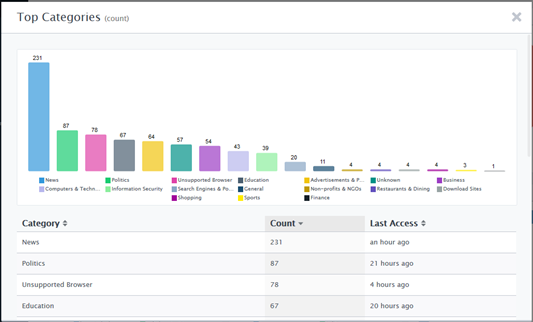 Top Categories (count)
231
87
78
67
64
57
54
43
39
20
11
4
4
4
4
3
1
News Politics Unsupported Browser Education Advertisements & P... Unknown Business
Computers & Techn... Information Security Search Engines & Po... General Non-profits & NGOs Restaurants & Dining Download Sites
Shopping Sports Finance
Category Count Last Access
News 231 an hour ago
Politics 87 21 hours ago
Unsupported Browser 78 4 hours ago
Education 67 20 hours ago